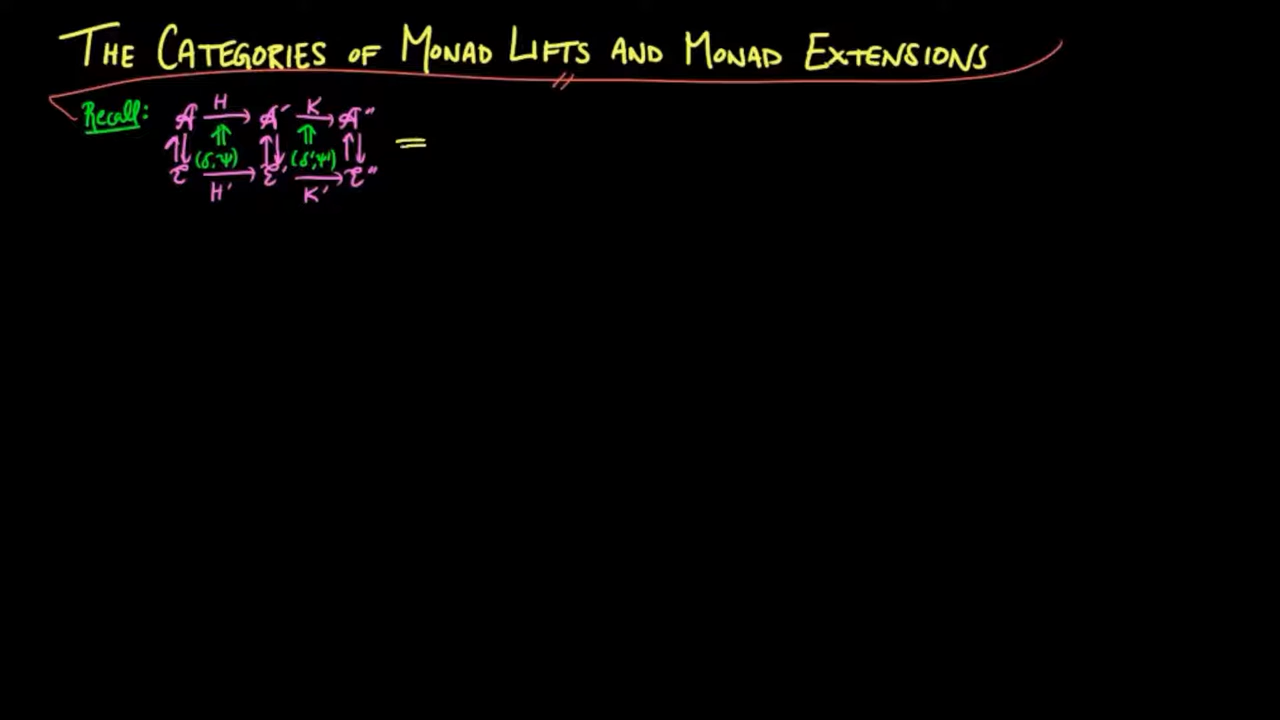 THE CATEGORIES OF MONAD LIFTS AND MONAD EXTENSIONS
Recall: A H A′ K A″ =
(δ,Ψ) (δ′,Ψ′)
H′ K′